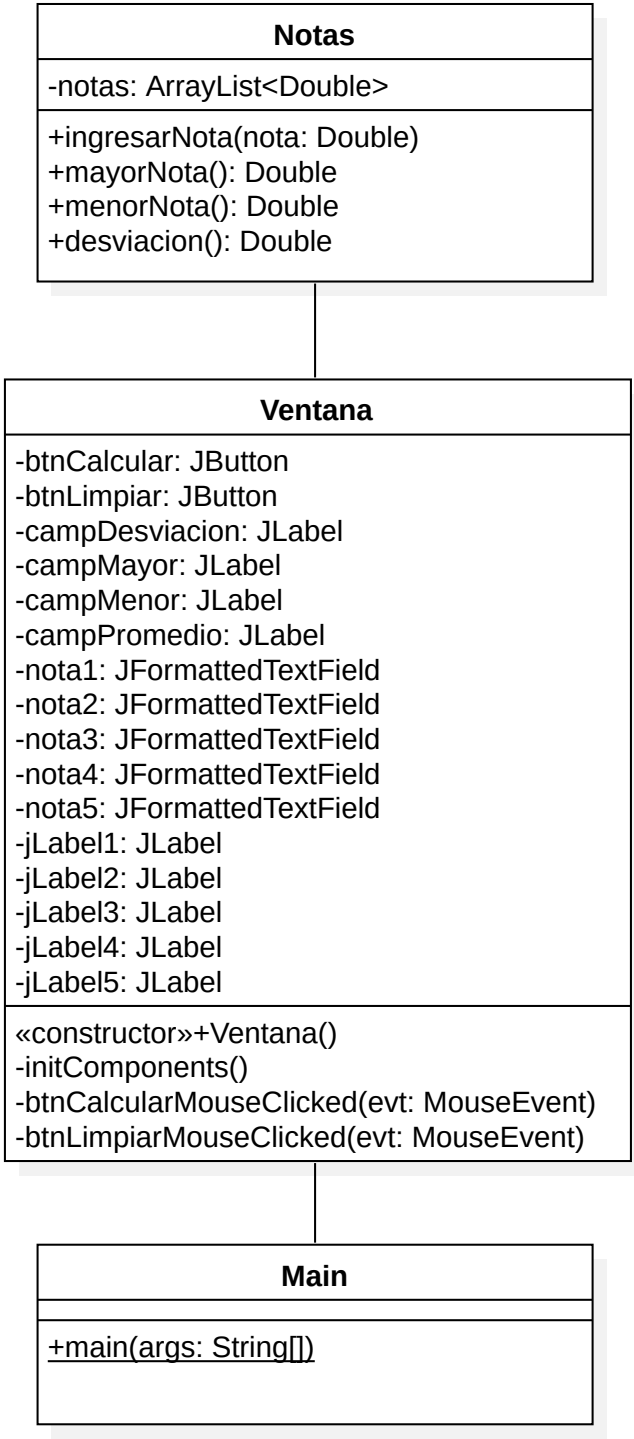 Notas
-notas: ArrayList<Double>
+ingresarNota(nota: Double)
+mayorNota(): Double
+menorNota(): Double
+desviacion(): Double
Ventana
-btnCalcular: JButton
-btnLimpiar: JButton
-campDesviacion: JLabel
-campMayor: JLabel
-campMenor: JLabel
-campPromedio: JLabel
-nota1: JFormattedTextField
-nota2: JFormattedTextField
-nota3: JFormattedTextField
-nota4: JFormattedTextField
-nota5: JFormattedTextField
-jLabel1: JLabel
-jLabel2: JLabel
-jLabel3: JLabel
-jLabel4: JLabel
-jLabel5: JLabel
«constructor»+Ventana()
-initComponents()
-btnCalcularMouseClicked(evt: MouseEvent)
-btnLimpiarMouseClicked(evt: MouseEvent)
Main
+main(args: String[])